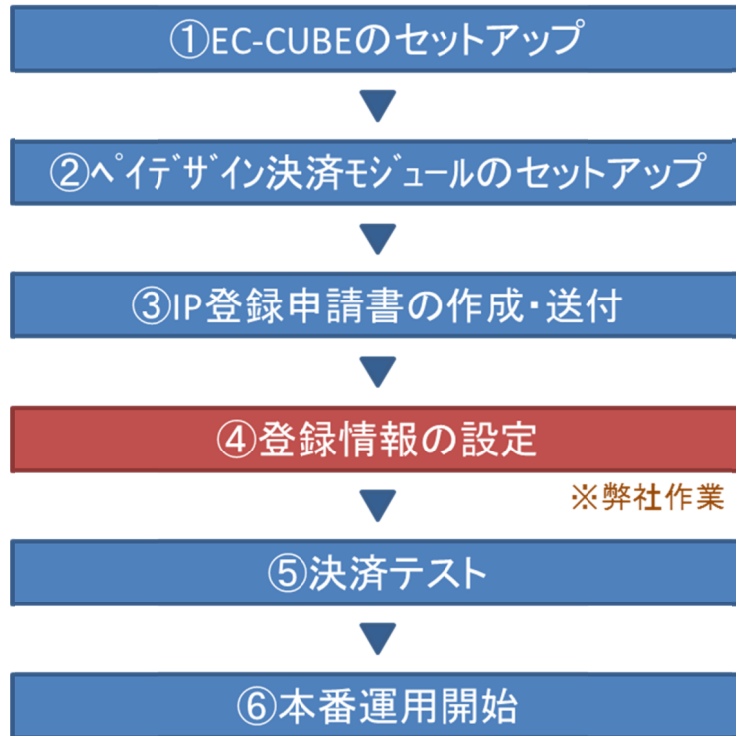 ①EC-CUBEのセットアップ
②ﾍﾟｲﾃﾞｻﾞｲﾝ決済ﾓｼﾞｭｰﾙのセットアップ
③IP登録申請書の作成・送付
④登録情報の設定
※弊社作業
⑤決済テスト
⑥本番運用開始